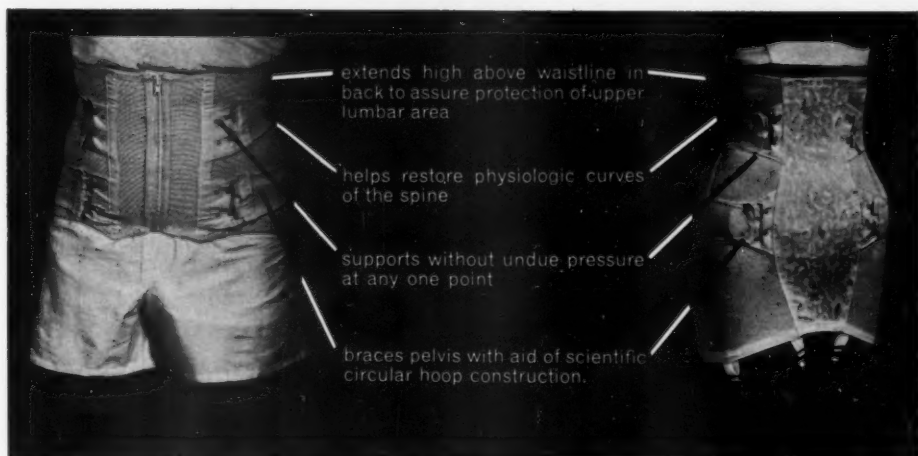 extends high above waistline in
back to assure protection of upper
lumbar area
helps restore physiologic curves
of the spine
supports without undue pressure
at any one point
braces pelvis with aid of scientific
circular hoop construction.